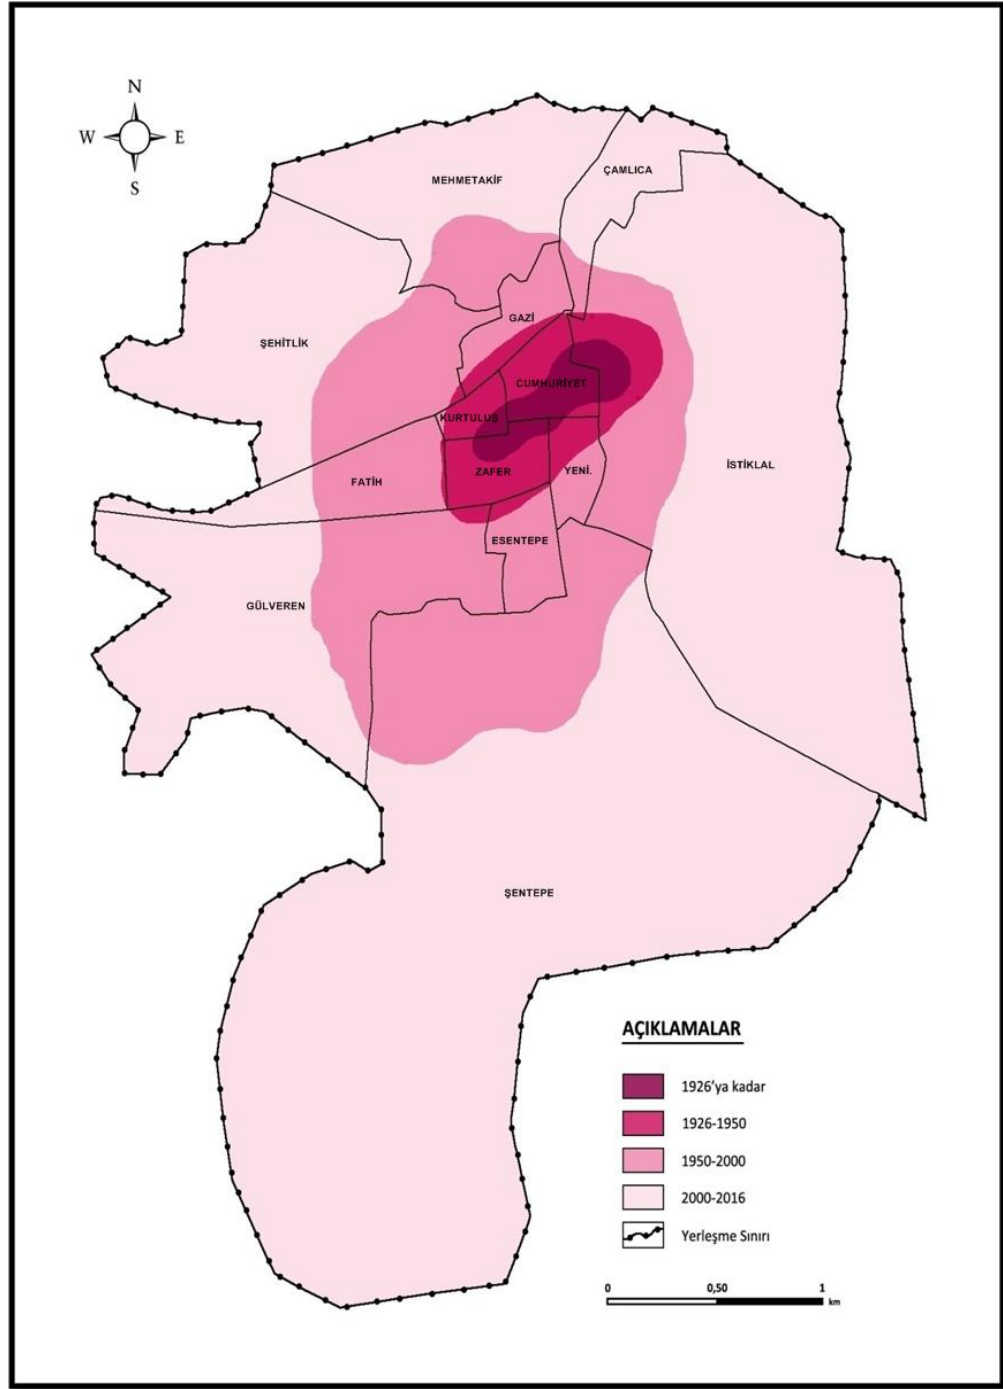 N
W E
S
MEHMETAKİF
ÇAMLICA
GAZİ
ŞEHİTLİK
CUMHURİYET
KURTULUŞ
ZAFER
YENİ.
İSTİKLAL
FATİH
ESENTEPE
GÜLVEREN
ŞENTEPE
AÇIKLAMALAR
1926'ya kadar
1926-1950
1950-2000
2000-2016
Yerleşme Sınırı
0 0,50 1
km